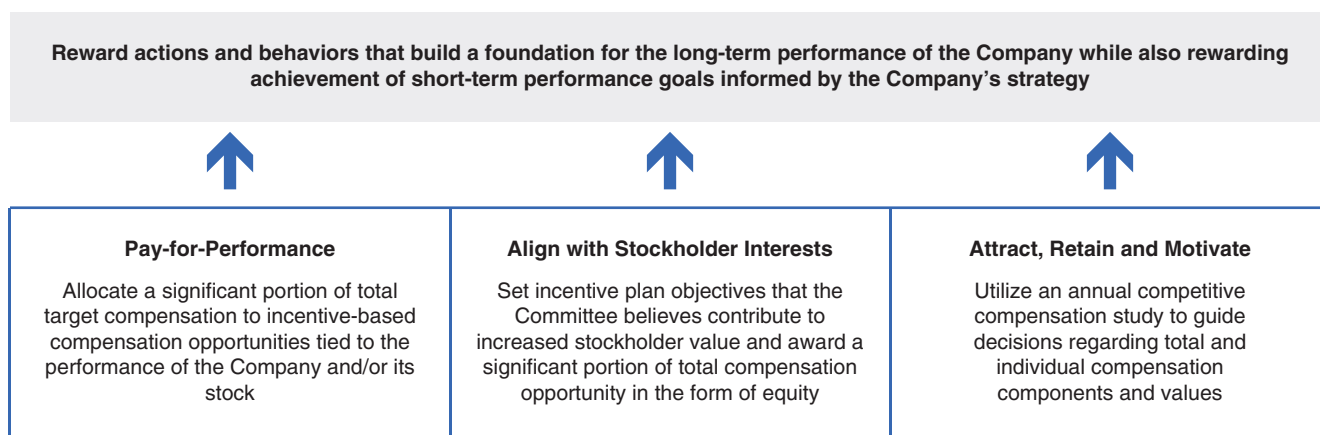 Reward actions and behaviors that build a foundation for the long-term performance of the Company while also rewarding
achievement of short-term performance goals informed by the Company’s strategy
Pay-for-Performance
Allocate a significant portion of total
target compensation to incentive-based
compensation opportunities tied to the
performance of the Company and/or its
stock
Align with Stockholder Interests
Set incentive plan objectives that the
Committee believes contribute to
increased stockholder value and award a
significant portion of total compensation
opportunity in the form of equity
Attract, Retain and Motivate
Utilize an annual competitive
compensation study to guide
decisions regarding total and
individual compensation
components and values